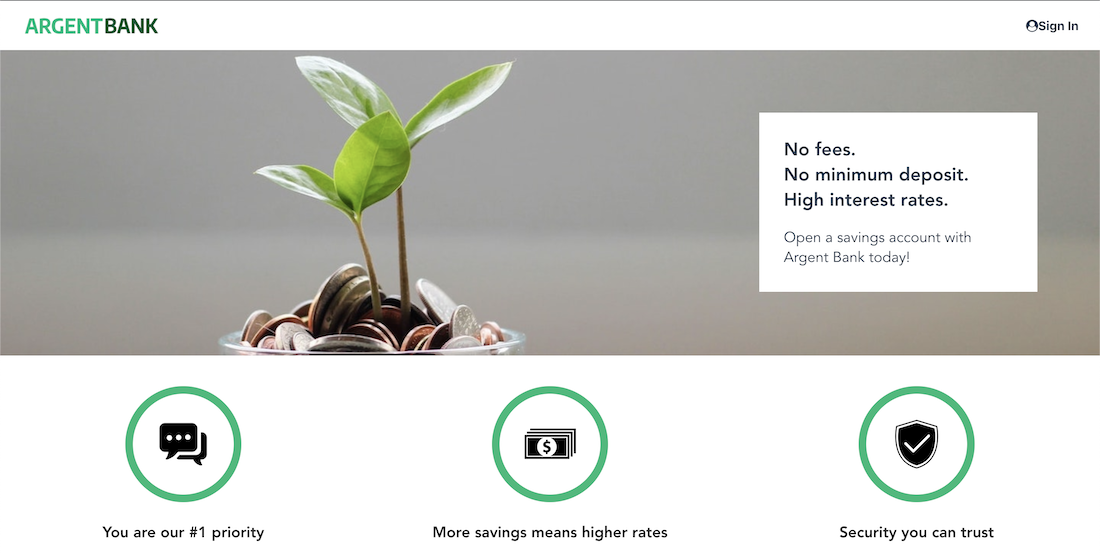 ARGENTBANK
Sign In
No fees.
No minimum deposit.
High interest rates.
Open a savings account with
Argent Bank today!
$
You are our #1 priority
More savings means higher rates
Security you can trust